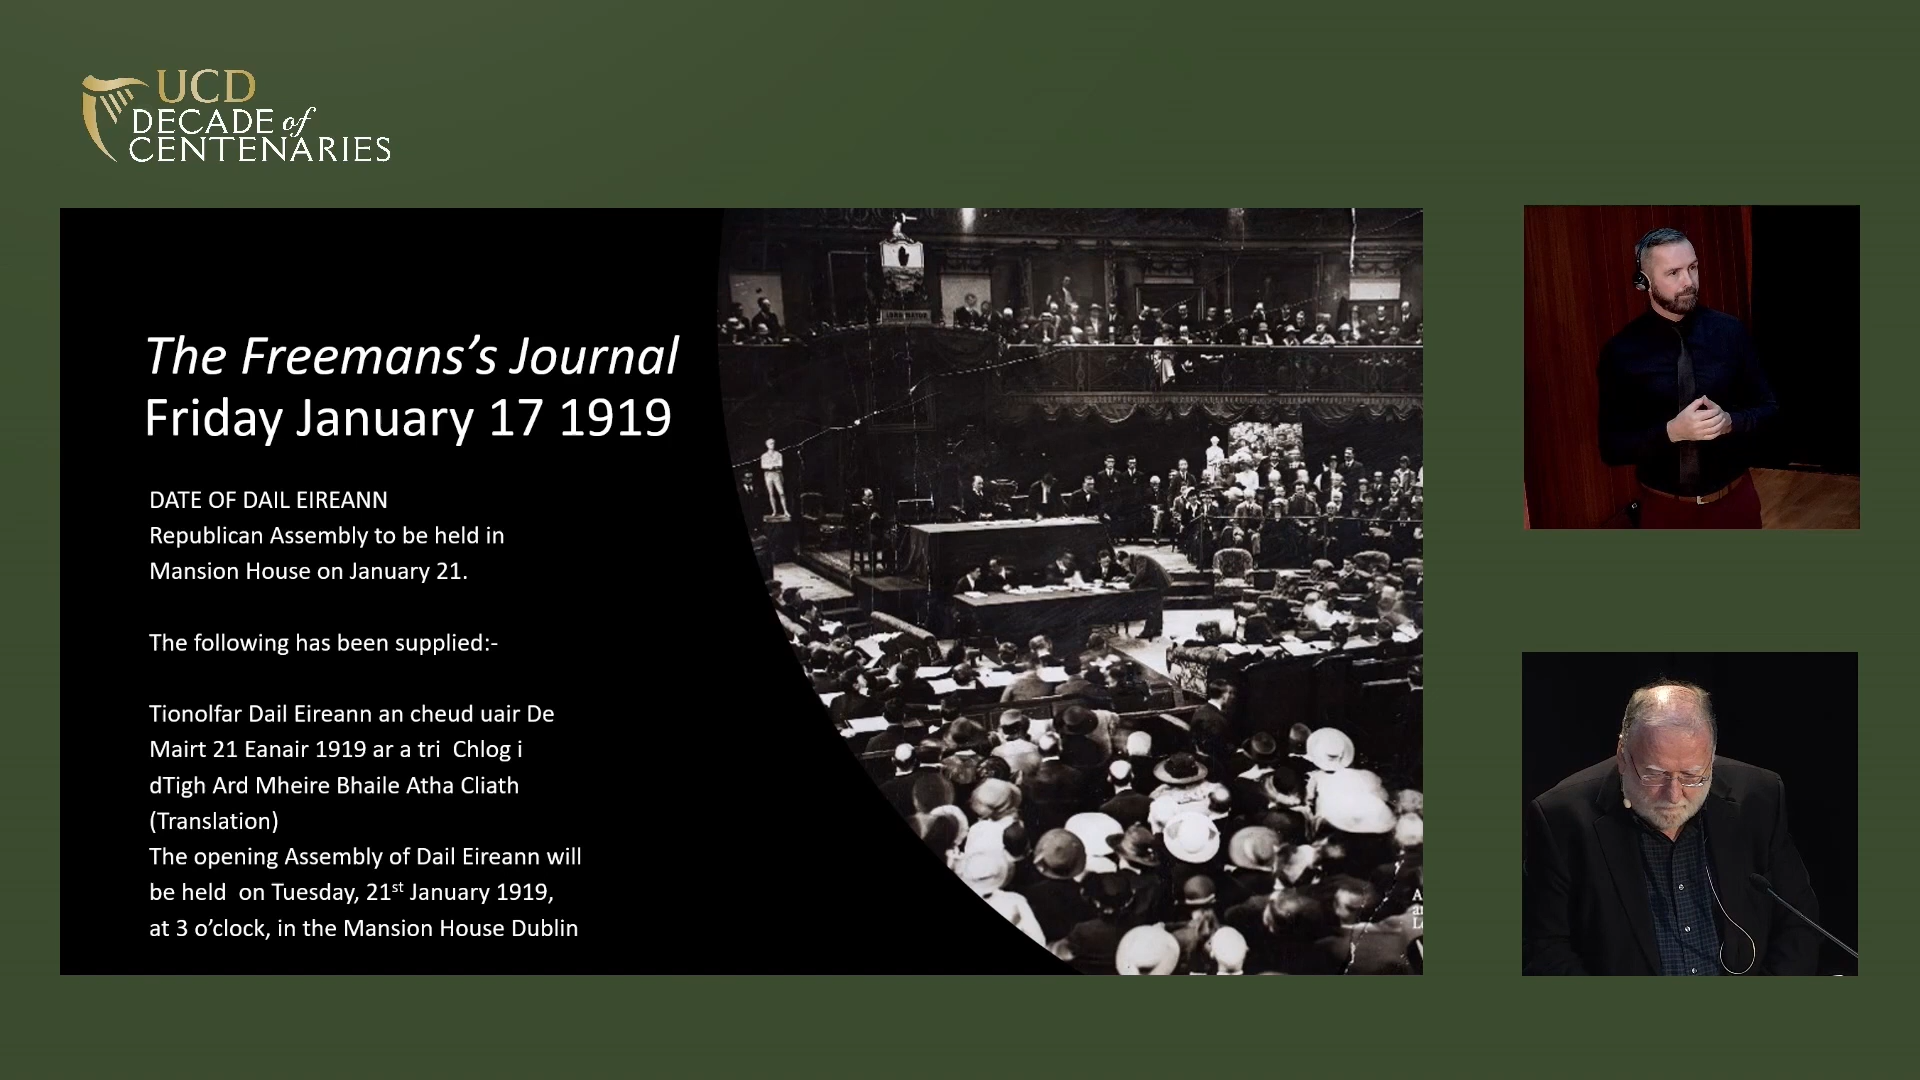 UCD
DECADE of
CENTENARIES
The Freemans’s Journal
Friday January 17 1919
DATE OF DAIL EIREANN
Republican Assembly to be held in
Mansion House on January 21.
The following has been supplied:-
Tionolfar Dail Eireann an cheud uair De
Mairt 21 Eanair 1919 ar a tri Chlog i
dTigh Ard Mheire Bhaile Atha Cliath
(Translation)
The opening Assembly of Dail Eireann will
be held on Tuesday, 21st January 1919,
at 3 o’clock, in the Mansion House Dublin
LORD MAYOR